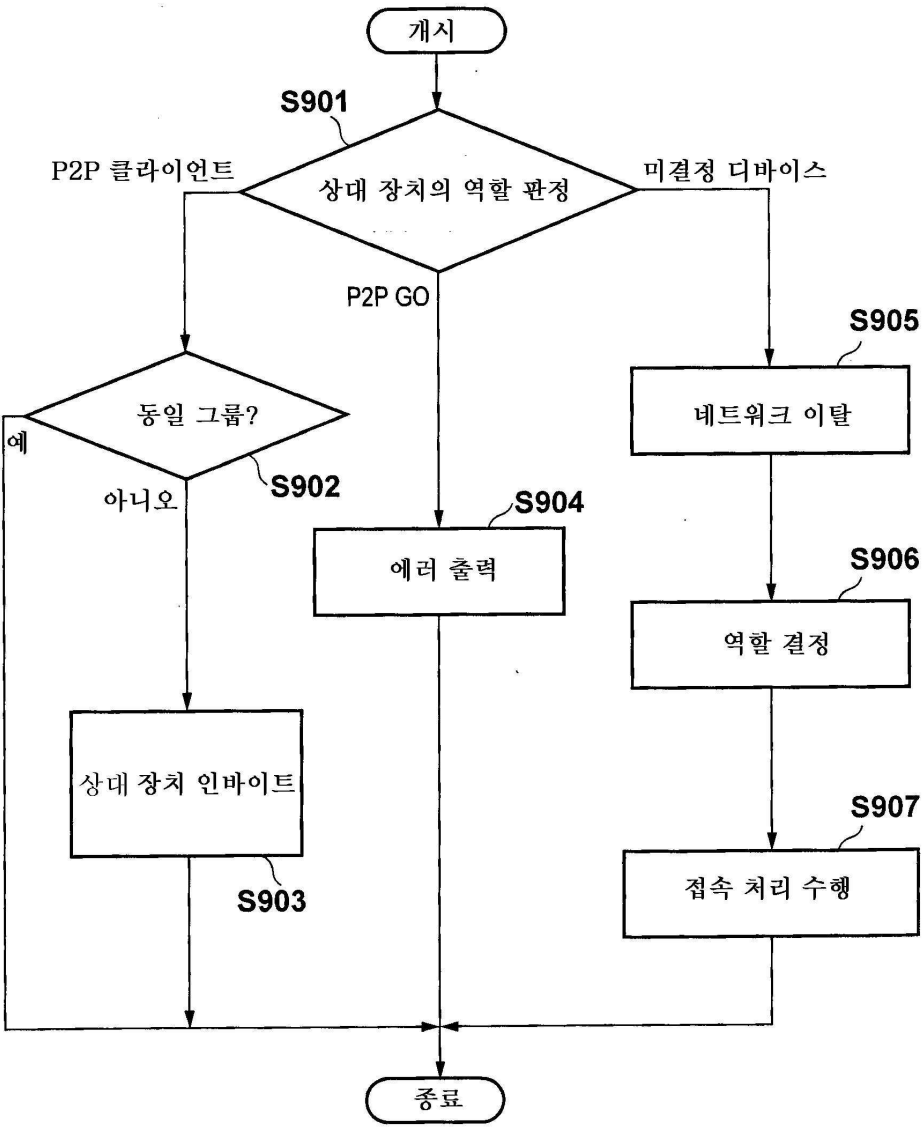 개시
S901
P2P 클라이언트
상대 장치의 역할 판정
미결정 디바이스
P2P GO
S905
동일 그룹?
네트워크 이탈
예
S902
아니오
S904
에러 출력
S906
역할 결정
상대 장치 인바이트
S907
S903
접속 처리 수행
종료